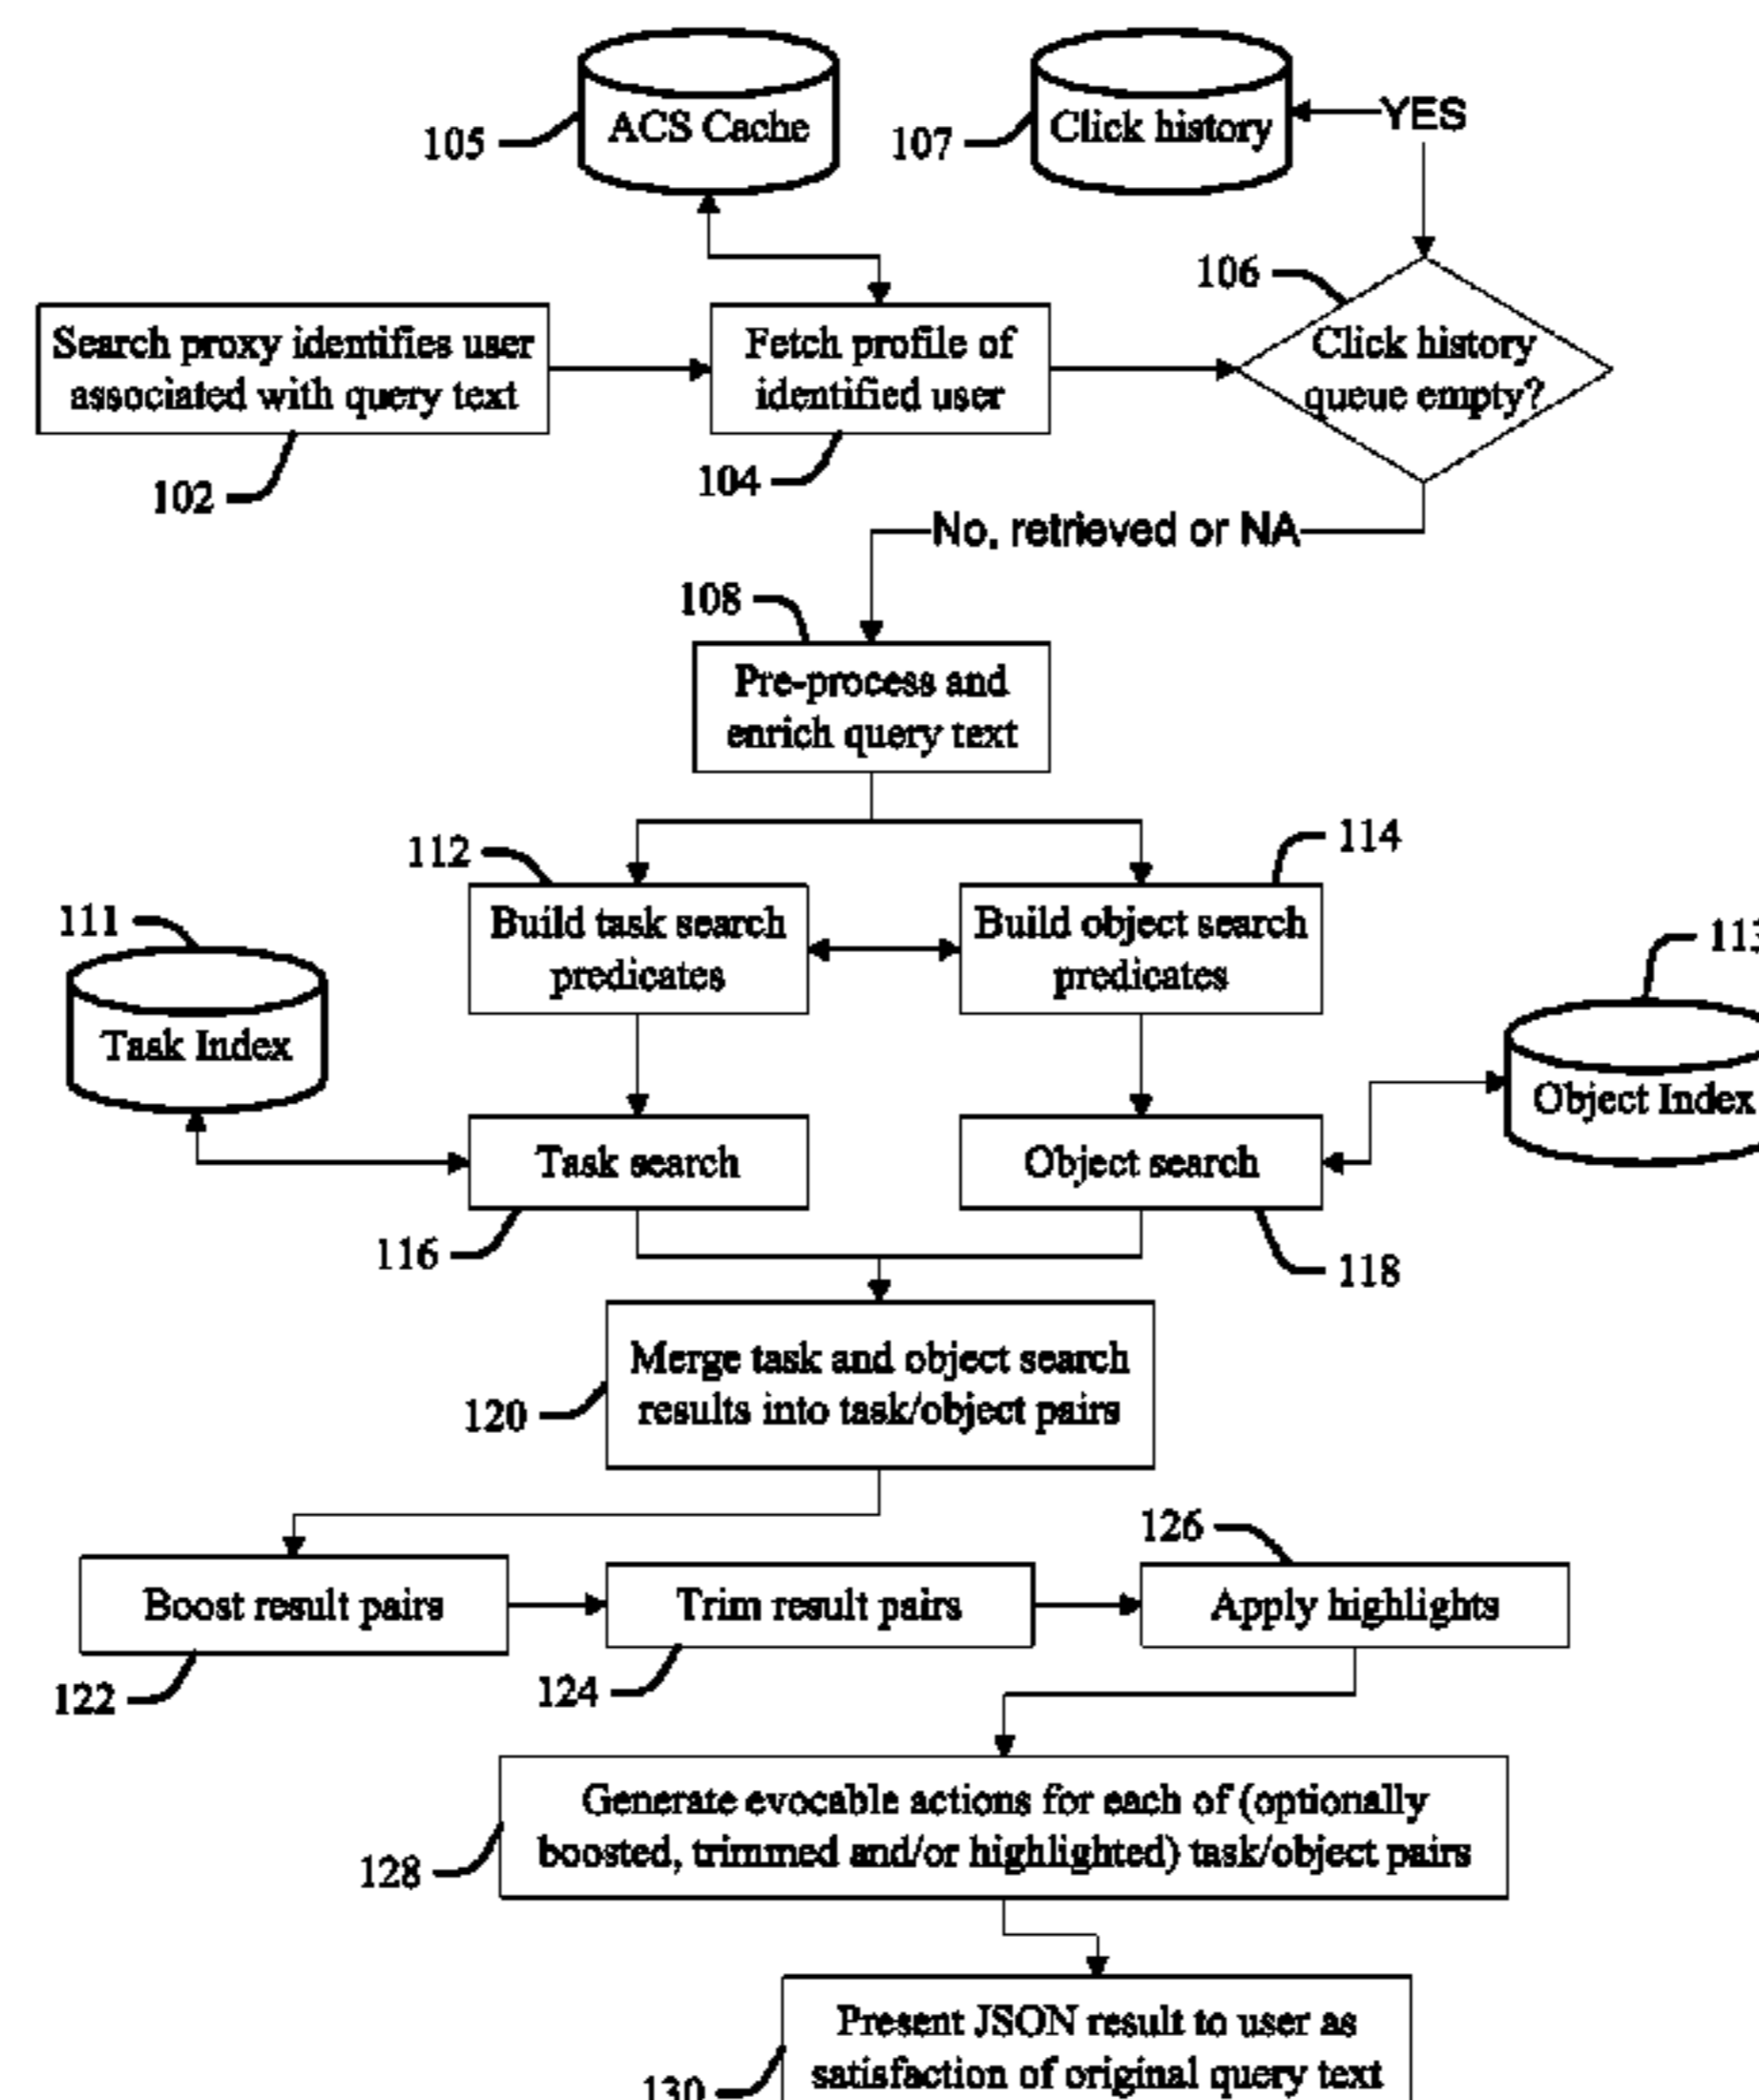 105
ACS Cache
107
Click history
YES
106
Search proxy identifies user
associated with query text
102
Fetch profile of
identified user
104
Click history
queue empty?
No, retrieved or NA
108
Pre-process and
enrich query text
112
114
Build task search
predicates
Build object search
predicates
111
Task Index
113
Object Index
Task search
116
Object search
118
Merge task and object search
results into task/object pairs
120
126
Boost result pairs
122
Trim result pairs
124
Apply highlights
Generate evocable actions for each of (optionally
boosted, trimmed and/or highlighted) task/object pairs
128
Present JSON result to user as
satisfaction of original query text
130